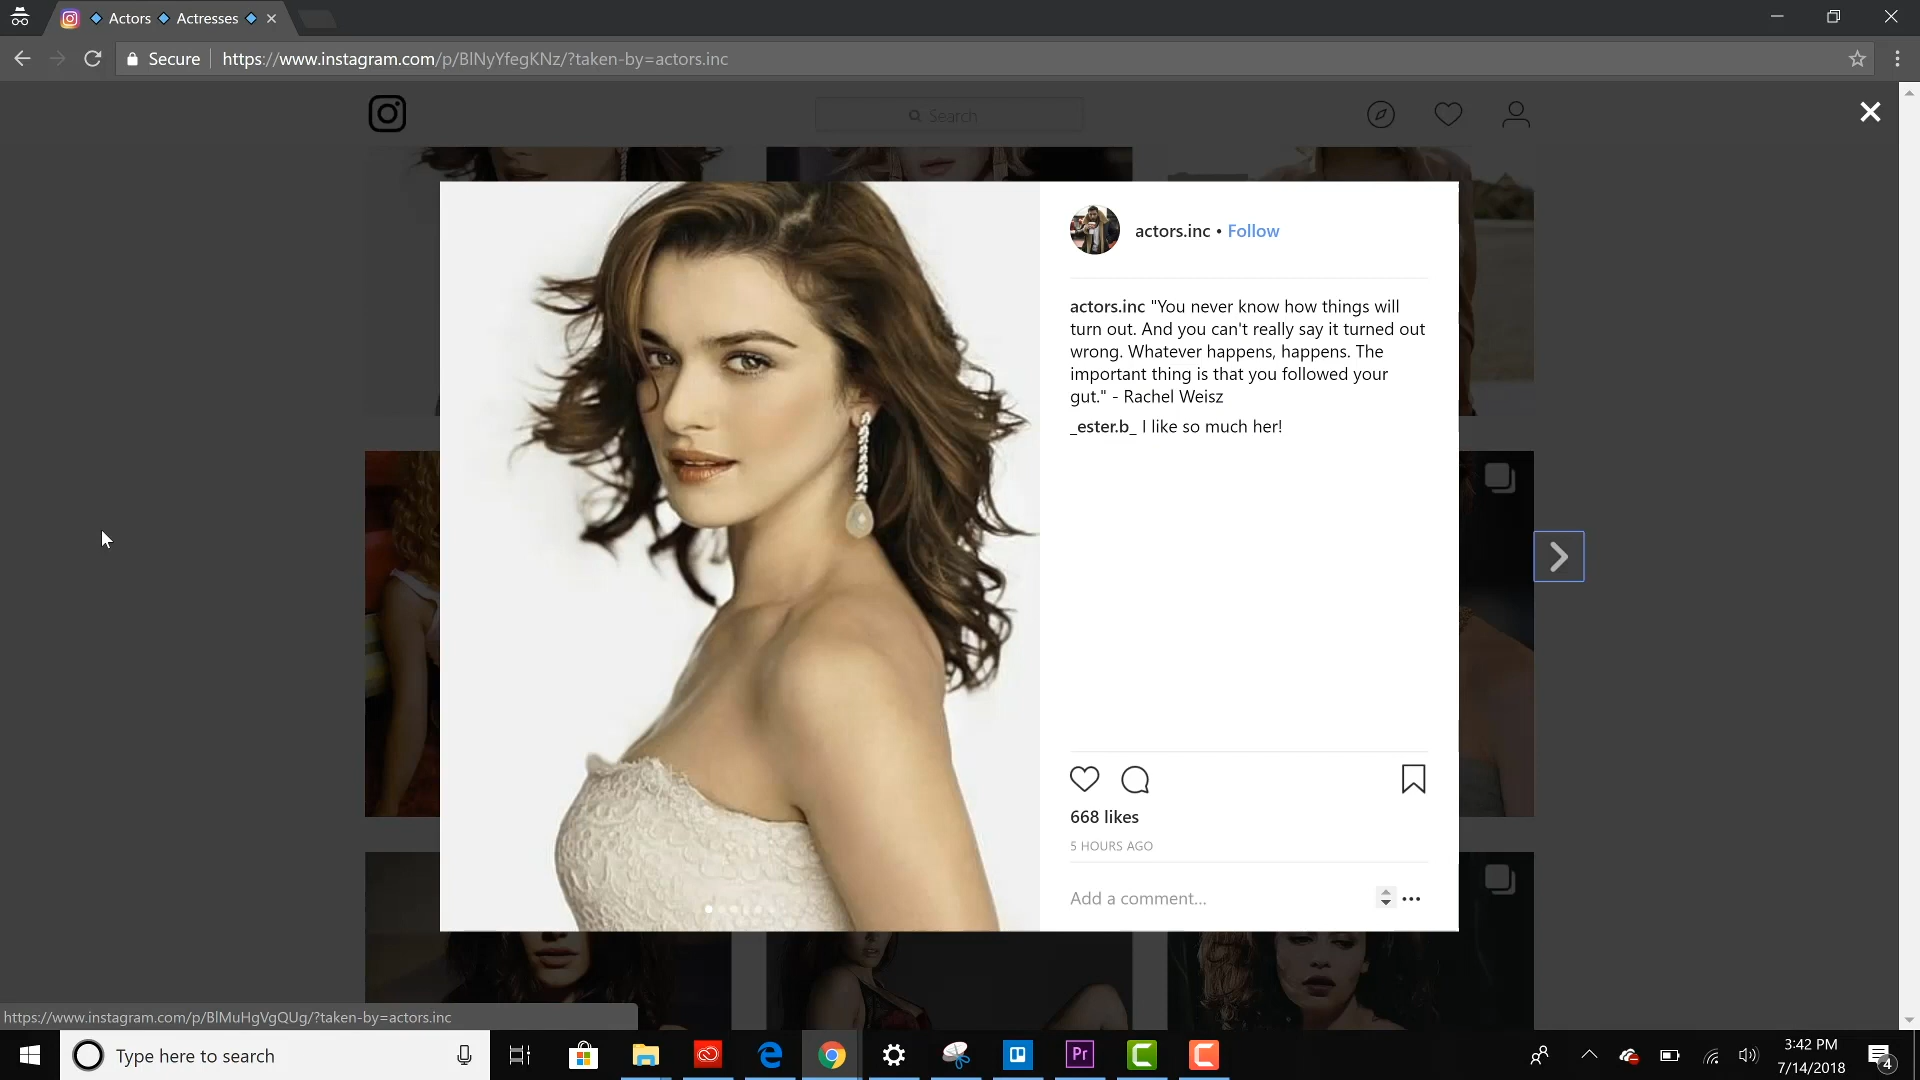 Actors Actresses
Secure https://www.instagram.com/p/BlNyYfegKNz/?taken-by=actors.inc
Search
actors.inc • Follow
actors.inc "You never know how things will
turn out. And you can't really say it turned out
wrong. Whatever happens, happens. The
important thing is that you followed your
gut." - Rachel Weisz
_ester.b_ I like so much her!
668 likes
5 HOURS AGO
Add a comment...
https://www.instagram.com/p/BlMuHgVgQUg/?taken-by=actors.inc
Type here to search
Pr
3:42 PM
7/14/2018
4